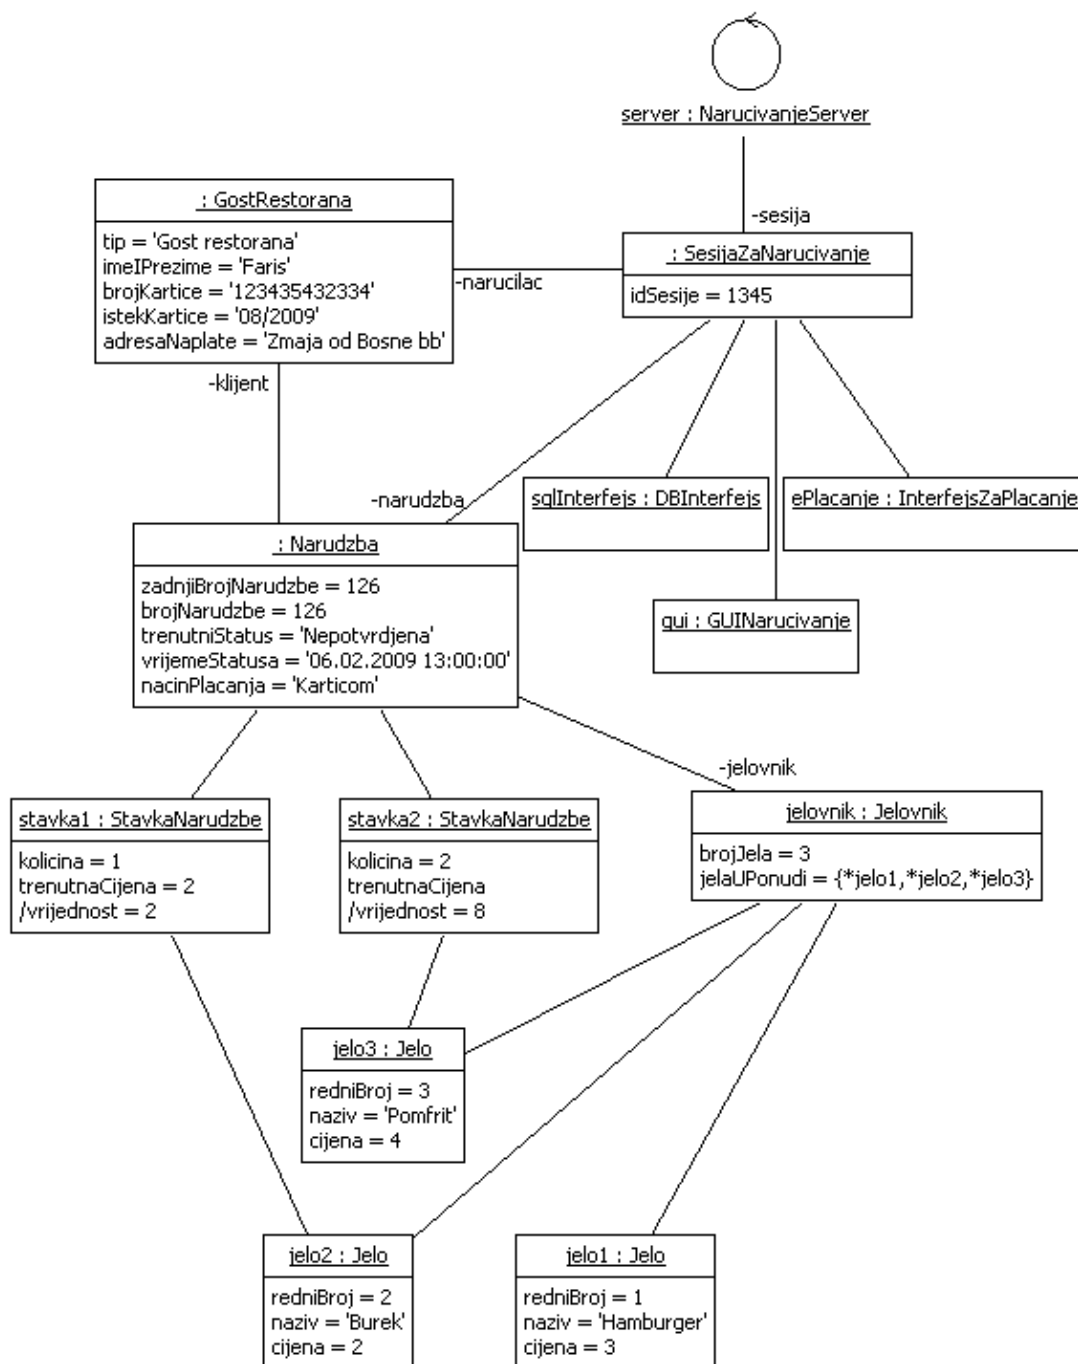 server : NarucivanjeServer
-sesija
: GostRestorana
tip = 'Gost restorana'
imeIPrezime = 'Faris'
brojKartice = '123435432334'
istekKartice = '08/2009'
adresaNaplate = 'Zmaja od Bosne bb'
: SesijaZaNarucivanje
idSesije = 1345
-narucilac
-klijent
-narudzba
sqlInterfejs : DBInterfejs
ePlacanje : InterfejsZaPlacanje
: Narudzba
zadnjiBrojNarudzbe = 126
brojNarudzbe = 126
trenutniStatus = 'Nepotvrdjena'
vrijemeStatusa = '06.02.2009 13:00:00'
nacinPlacanja = 'Karticom'
gui : GUINarucivanje
-jelovnik
stavka1 : StavkaNarudzbe
kolicina = 1
trenutnaCijena = 2
/vrijednost = 2
stavka2 : StavkaNarudzbe
kolicina = 2
trenutnaCijena
/vrijednost = 8
jelovnik : Jelovnik
brojJela = 3
jelaUPonudi = {*jelo1,*jelo2,*jelo3}
jelo3 : Jelo
redniBroj = 3
naziv = 'Pomfrit'
cijena = 4
jelo2 : Jelo
redniBroj = 2
naziv = 'Burek'
cijena = 2
jelo1 : Jelo
redniBroj = 1
naziv = 'Hamburger'
cijena = 3